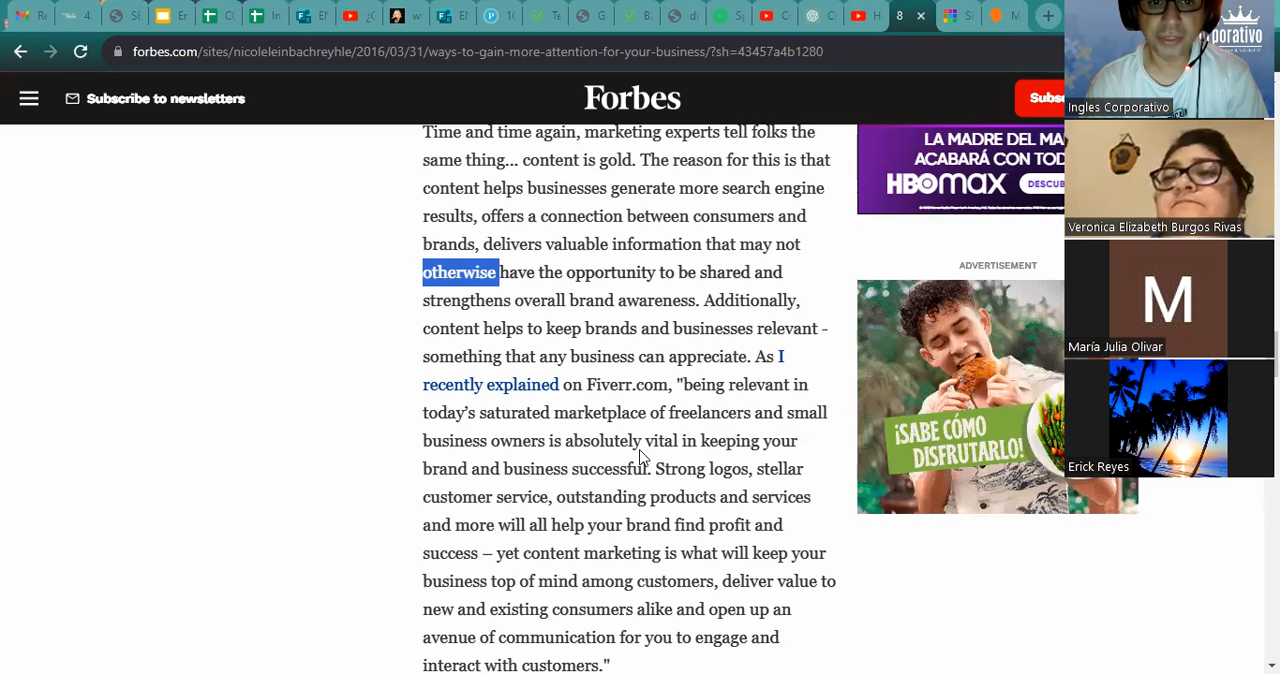 forbes.com/sites/nicoleleinbachreyhle/2016/03/31/ways-to-gain-more-attention-for-your-business/?sh=43457a4b1280
Subscribe to newsletters
Forbes
Time and time again, marketing experts tell folks the
same thing... content is gold. The reason for this is that
content helps businesses generate more search engine
results, offers a connection between consumers and
brands, delivers valuable information that may not
otherwise have the opportunity to be shared and
strengthens overall brand awareness. Additionally,
content helps to keep brands and businesses relevant -
something that any business can appreciate. As I
recently explained on Fiverr.com, "being relevant in
today's saturated marketplace of freelancers and small
business owners is absolutely vital in keeping your
brand and business successful. Strong logos, stellar
customer service, outstanding products and services
and more will all help your brand find profit and
success – yet content marketing is what will keep your
business top of mind among customers, deliver value to
new and existing consumers alike and open up an
avenue of communication for you to engage and
interact with customers."
LA MADRE DEL
ACABARÁ CON
HBOMAX
ADVERTISEMENT
¡SABE CÓMO
DISFRUTARLO!
Ingles Corporativo
Veronica Elizabeth Burgos Rivas
M
María Julia Olivar
Erick Reyes